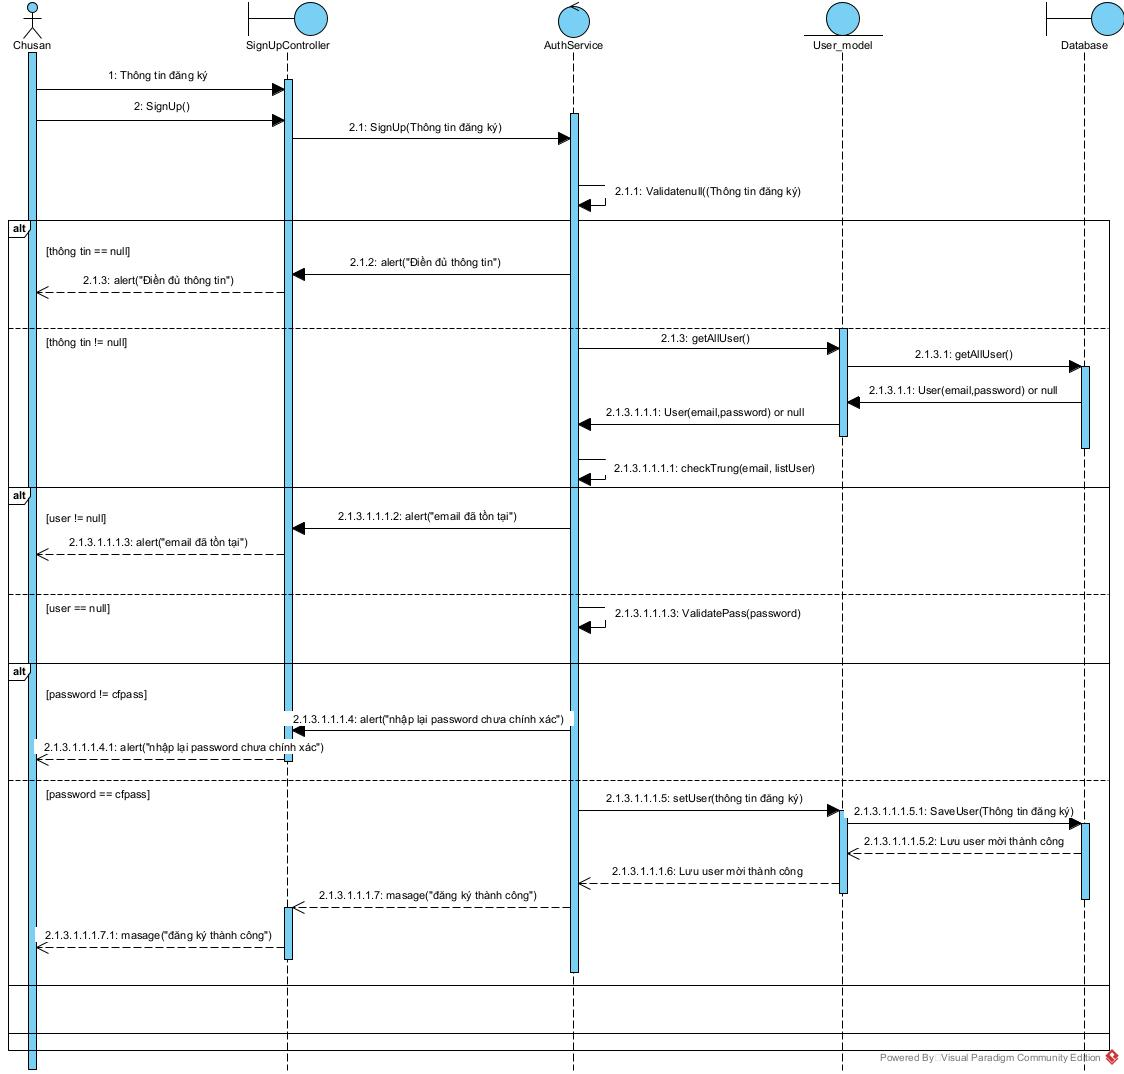 Chusan
SignUpController
AuthService
User_model
Database
1: Thông tin đăng ký
2: SignUp()
2.1: SignUp(Thông tin đăng ký)
2.1.1: Validatenull((Thông tin đăng ký)
alt
[thông tin == null]
2.1.2: alert("Điền đủ thông tin")
2.1.3: alert("Điền đủ thông tin")
[thông tin != null]
2.1.3: getAllUser()
2.1.3.1: getAllUser()
2.1.3.1.1: User(email,password) or null
2.1.3.1.1.1: User(email,password) or null
2.1.3.1.1.1.1: checkTrung(email, listUser)
alt
[user != null]
2.1.3.1.1.1.2: alert("email đã tồn tại")
2.1.3.1.1.1.3: alert("email đã tồn tại")
[user == null]
2.1.3.1.1.1.3: ValidatePass(password)
alt
[password != cfpass]
2.1.3.1.1.1.4: alert("nhập lại password chưa chính xác")
2.1.3.1.1.1.4.1: alert("nhập lại password chưa chính xác")
[password == cfpass]
2.1.3.1.1.1.5: setUser(thông tin đăng ký)
2.1.3.1.1.1.5.1: SaveUser(Thông tin đăng ký)
2.1.3.1.1.1.5.2: Lưu user mời thành công
2.1.3.1.1.1.6: Lưu user mời thành công
2.1.3.1.1.1.7: masage("đăng ký thành công")
2.1.3.1.1.1.7.1: masage("đăng ký thành công")
Powered By: Visual Paradigm Community Edition